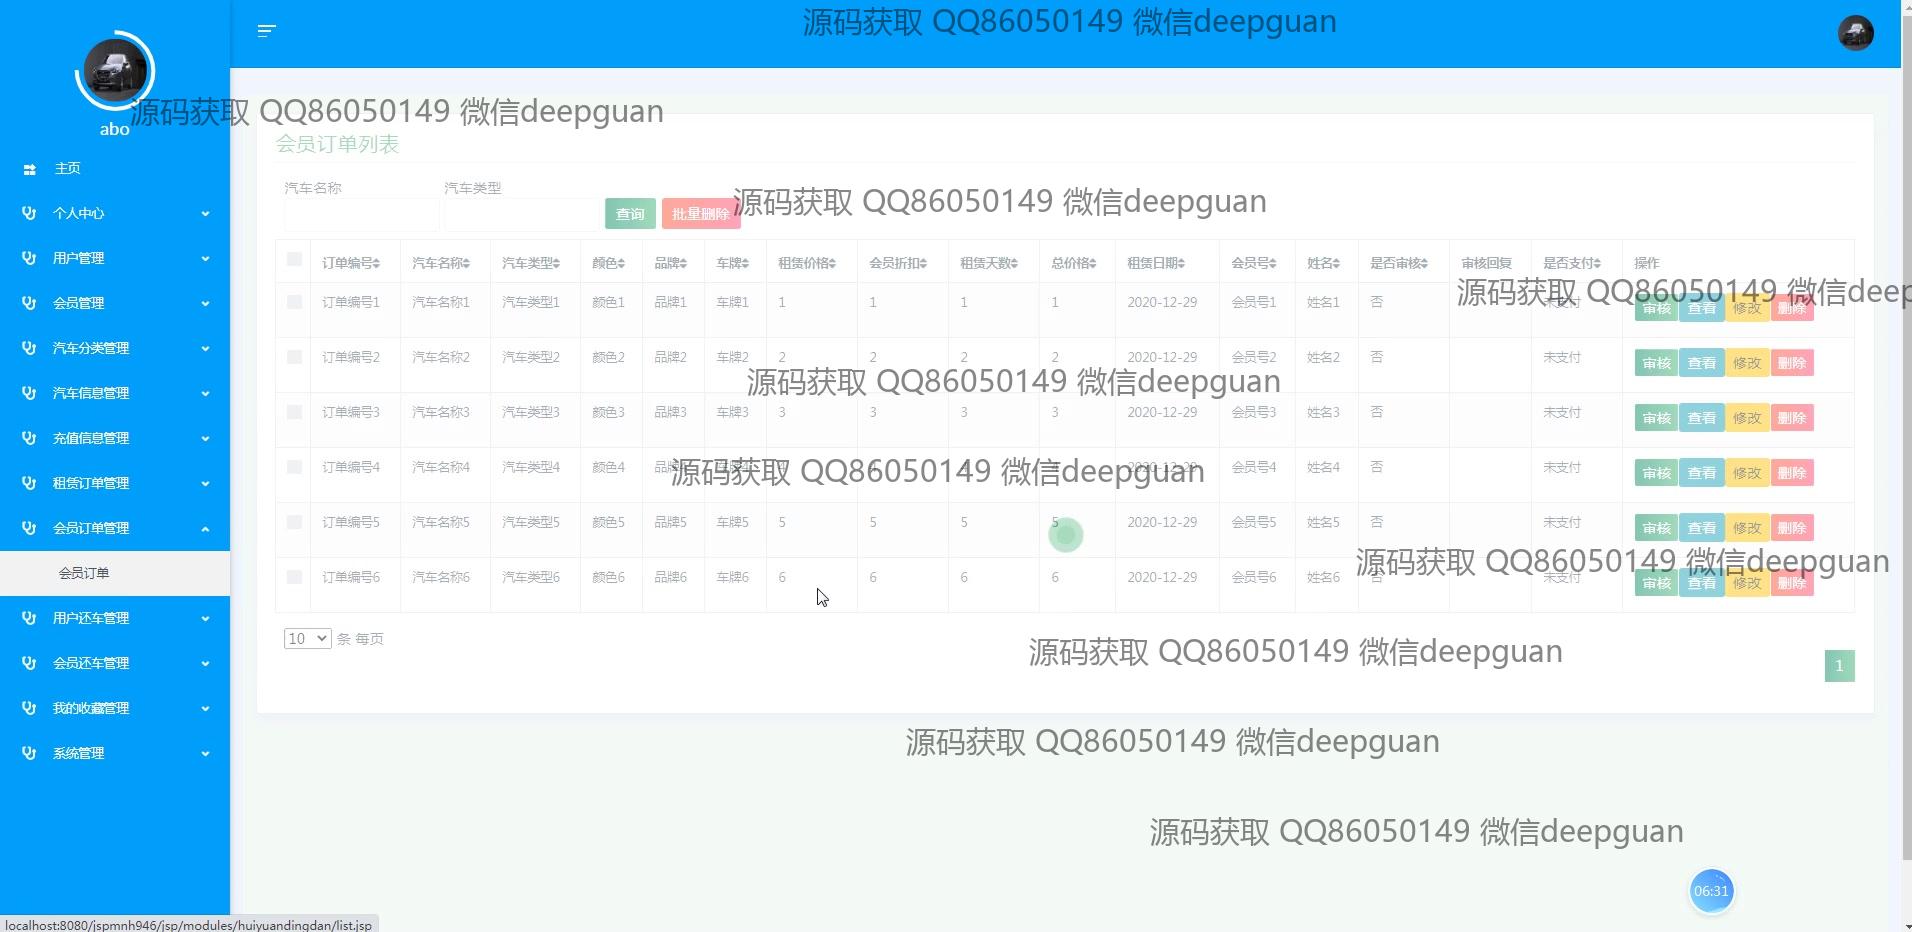 源码获取 QQ86050149 微信deepguan
源码获取 QQ86050149 微信deepguan
abo
主页
个人中心
用户管理
会员管理
汽车分类管理
汽车信息管理
充值信息管理
租赁订单管理
会员订单管理
会员订单
用户还车管理
会员还车管理
我的收藏管理
系统管理
会员订单列表
汽车名称 汽车类型
查询 批量删除
源码获取 QQ86050149 微信deepguan
订单编号 汽车名称 汽车类型 颜色 品牌 车牌 租赁价格 会员折扣 租赁天数 总价格 租赁日期 会员号 姓名 是否审核 审核回复 是否支付 操作
源码获取 QQ86050149 微信deep
订单编号1 汽车名称1 汽车类型1 颜色1 品牌1 车牌1 1 1 1 1 2020-12-29 会员号1 姓名1 否 未支付 审核 查看 修改 删除
订单编号2 汽车名称2 汽车类型2 颜色2 品牌2 车牌2 2 2 2 2 2020-12-29 会员号2 姓名2 否 未支付 审核 查看 修改 删除
源码获取 QQ86050149 微信deepguan
订单编号3 汽车名称3 汽车类型3 颜色3 品牌3 车牌3 3 3 3 3 2020-12-29 会员号3 姓名3 否 未支付 审核 查看 修改 删除
订单编号4 汽车名称4 汽车类型4 颜色4 品牌4 车牌4 4 4 4 4 2020-12-29 会员号4 姓名4 否 未支付 审核 查看 修改 删除
源码获取 QQ86050149 微信deepguan
订单编号5 汽车名称5 汽车类型5 颜色5 品牌5 车牌5 5 5 5 5 2020-12-29 会员号5 姓名5 否 未支付 审核 查看 修改 删除
源码获取 QQ86050149 微信deepguan
订单编号6 汽车名称6 汽车类型6 颜色6 品牌6 车牌6 6 6 6 6 2020-12-29 会员号6 姓名6 否 未支付 审核 查看 修改 删除
10 条 每页
源码获取 QQ86050149 微信deepguan
1
源码获取 QQ86050149 微信deepguan
源码获取 QQ86050149 微信deepguan
06:31
localhost:8080/jspmnh946/jsp/modules/huiyuandingdan/list.jsp